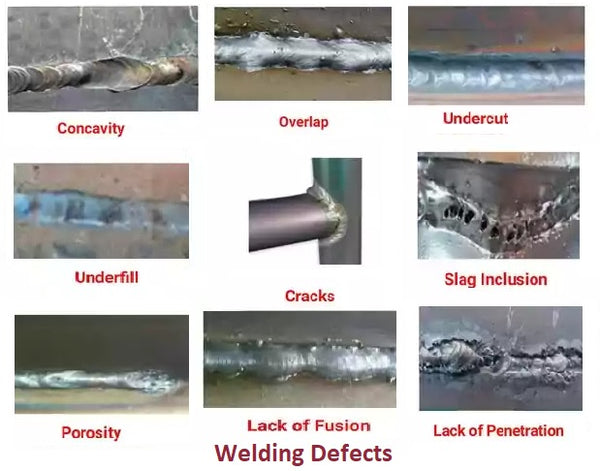 Concavity
Overlap
Undercut
Underfill
Cracks
Slag Inclusion
Porosity
Lack of Fusion
Lack of Penetration
Welding Defects